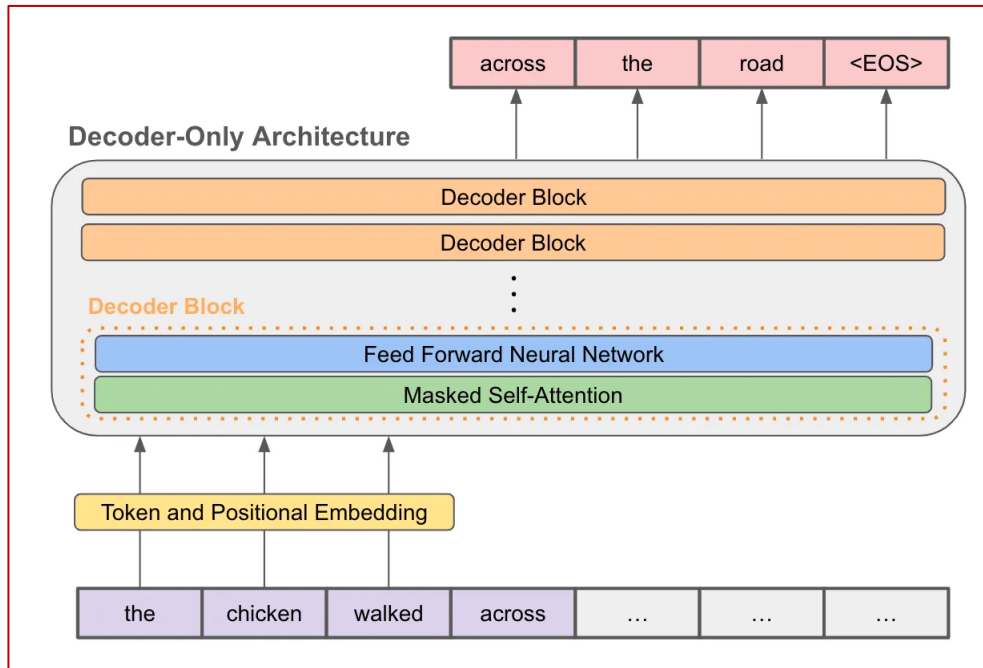 across the road <EOS>
Decoder-Only Architecture
Decoder Block
Decoder Block
Decoder Block
Feed Forward Neural Network
Masked Self-Attention
Token and Positional Embedding
the chicken walked across … … …